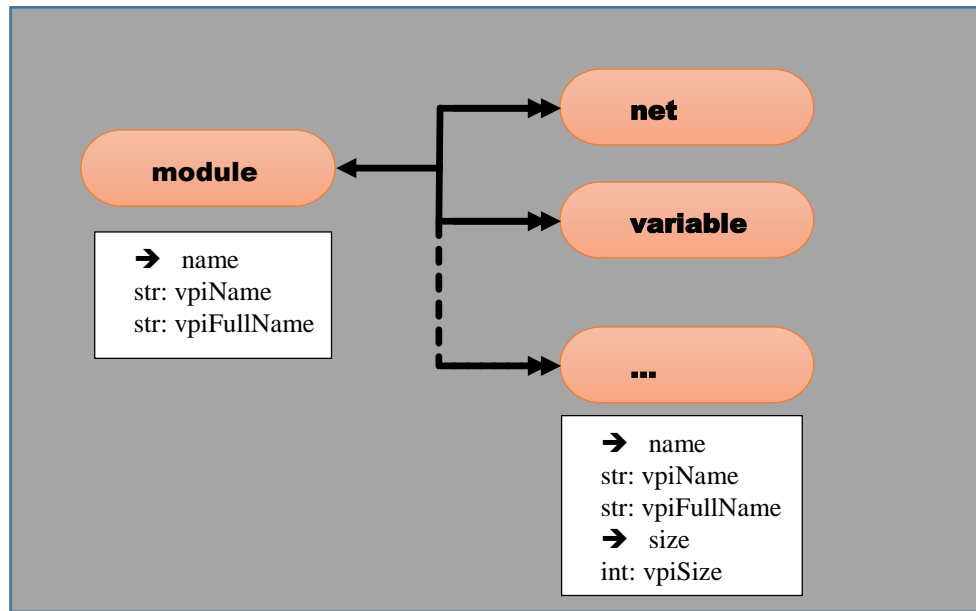 net
module
variable
➔ name
str: vpiName
str: vpiFullName
...
➔ name
str: vpiName
str: vpiFullName
➔ size
int: vpiSize